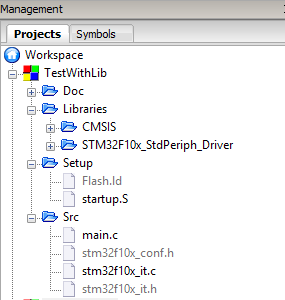 Management
Projects
Symbols
Workspace
TestWithLib
Doc
Libraries
CMSIS
STM32F10x_StdPeriph_Driver
Setup
Flash.ld
startup.S
Src
main.c
stm32f10x_conf.h
stm32f10x_it.c
stm32f10x_it.h